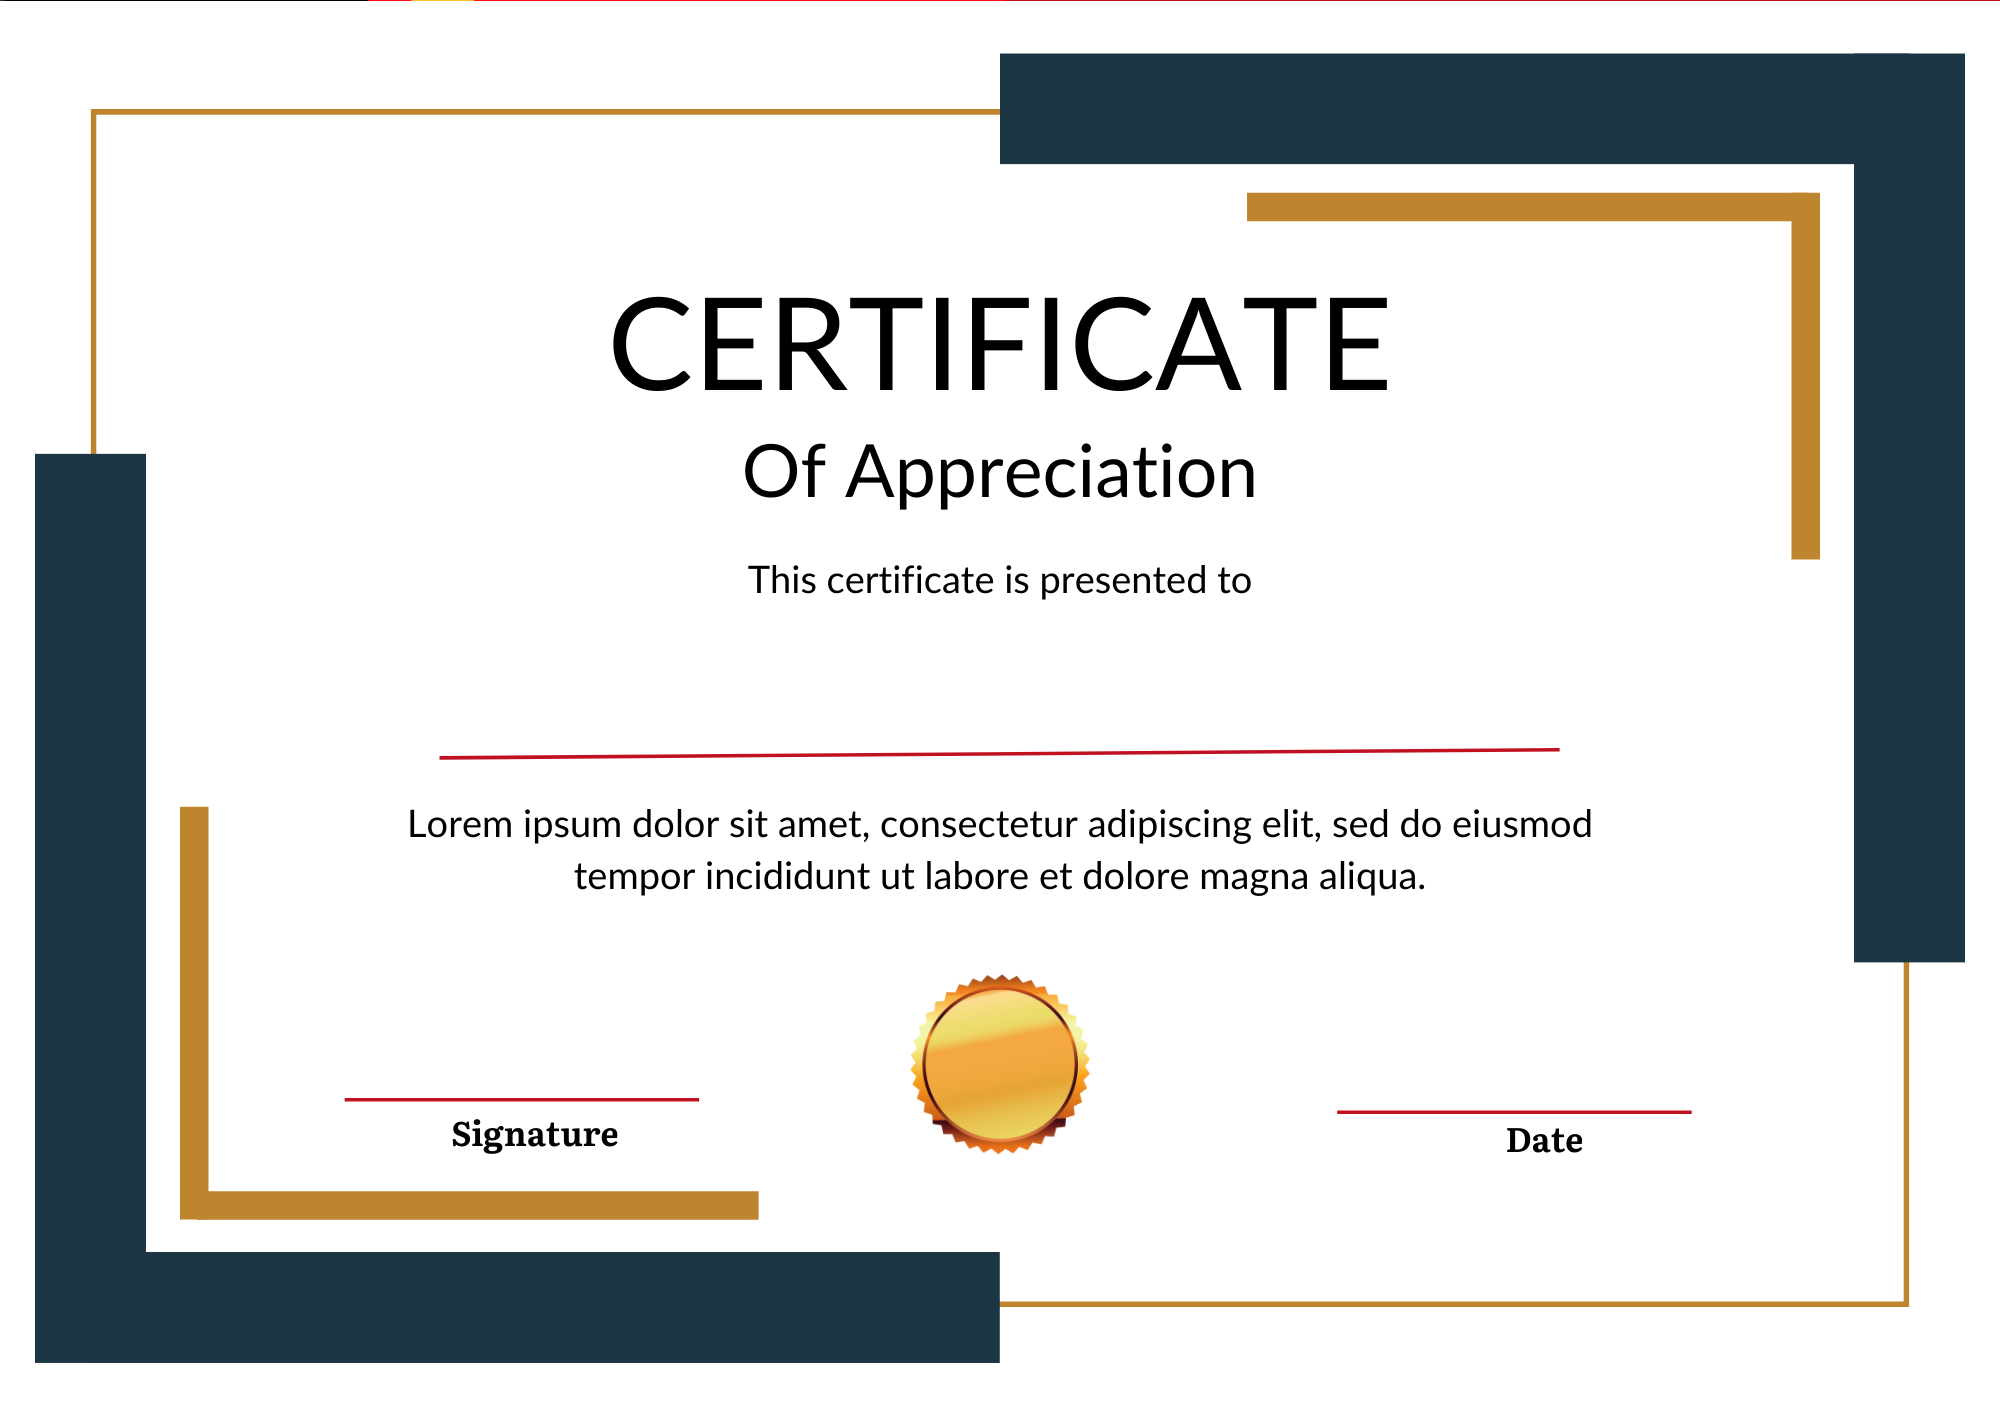 CERTIFICATE
Of Appreciation
This certificate is presented to
Lorem ipsum dolor sit amet, consectetur adipiscing elit, sed do eiusmod
tempor incididunt ut labore et dolore magna aliqua.
Signature
Date